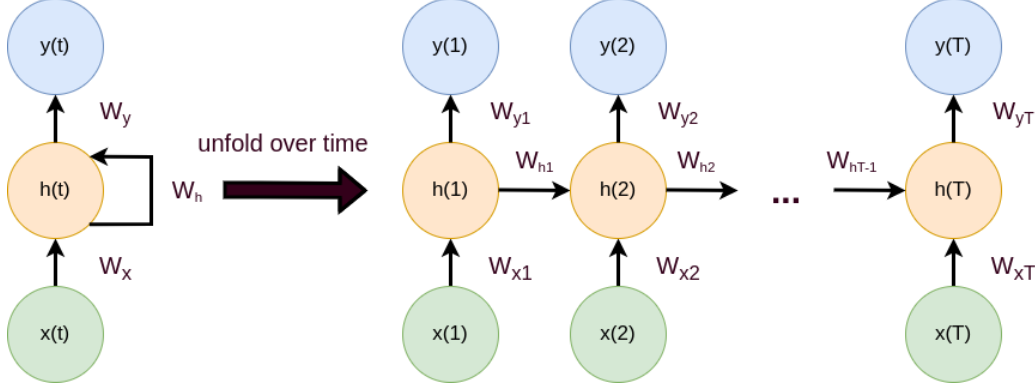 y(t)
y(1)
y(2)
y(T)
W_y
W_y1
W_y2
W_yT
unfold over time
W_h1
W_h2
W_hT-1
h(t)
W_h
h(1)
h(2)
...
h(T)
W_x
W_x1
W_x2
W_xT
x(t)
x(1)
x(2)
x(T)